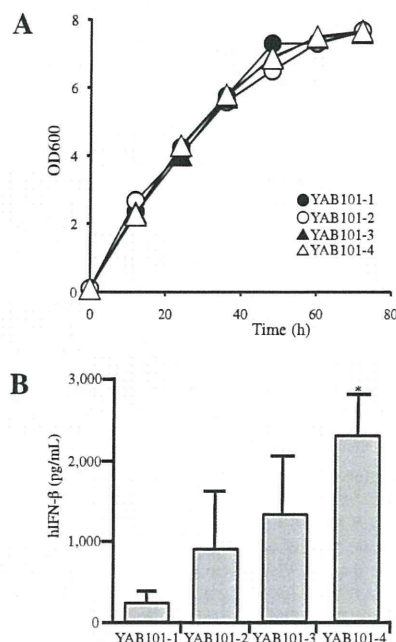 A
8
6
4
2
0
OD600
0
20
40
60
80
Time (h)
YAB101-1
YAB101-2
YAB101-3
YAB101-4
B
3,000
2,000
1,000
0
hIFN-β (pg/mL)
*
YAB101-1 YAB101-2 YAB101-3 YAB101-4